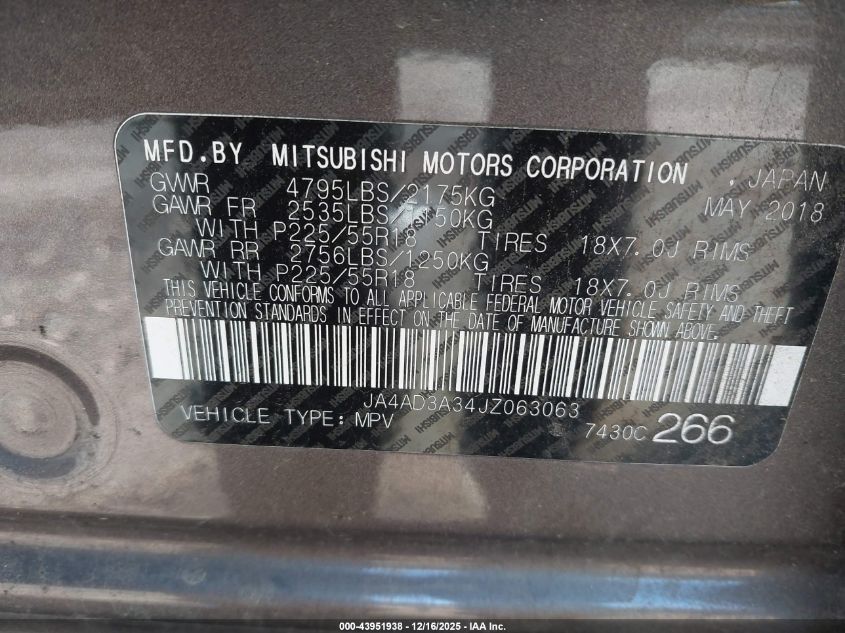 MFD.BY MITSUBISHI MOTORS CORPORATION , JAPAN
GVWR 4795LBS/2175KG MAY 2018
GAWR FR 2535LBS/1150KG
WITH P225/55R18 TIRES 18X7.0J RIMS
GAWR RR 2756LBS/1250KG
WITH P225/55R18 TIRES 18X7.0J RIMS
THIS VEHICLE CONFORMS TO ALL APPLICABLE FEDERAL MOTOR VEHICLE SAFETY AND THEFT
PREVENTION STANDARDS IN EFFECT ON THE DATE OF MANUFACTURE SHOWN ABOVE.
JA4AD3A34JZ063063
VEHICLE TYPE: MPV 7430C 266
000-43951938 - 12/16/2025 - IAA Inc.